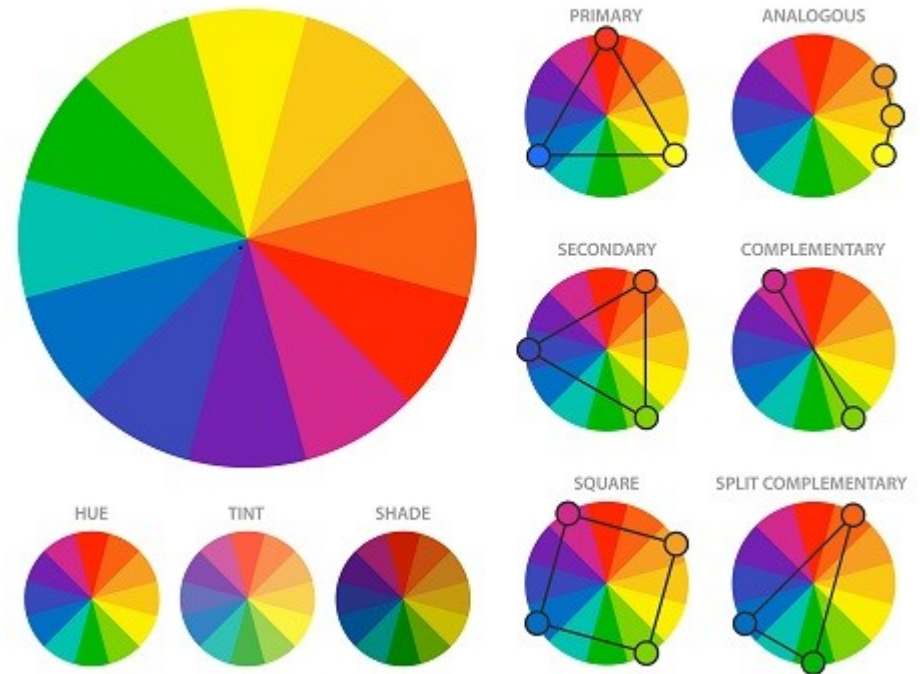 PRIMARY
ANALOGOUS
SECONDARY
COMPLEMENTARY
HUE
TINT
SHADE
SQUARE
SPLIT COMPLEMENTARY